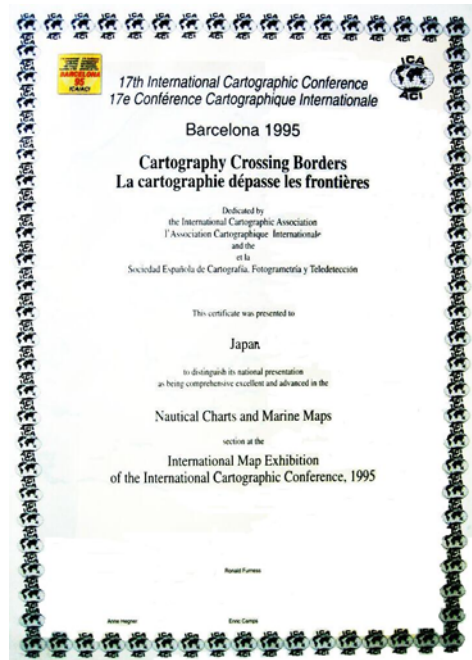 BARCELONA
95
ICA/ACI
ICA
ACI
17th International Cartographic Conference
17e Conférence Cartographique Internationale
Barcelona 1995
Cartography Crossing Borders
La cartographie dépasse les frontières
Dedicated by
the International Cartographic Association
l'Association Cartographique Internationale
and the
et la
Sociedad Española de Cartografía, Fotogrametría y Teledetección
This certificate was presented to
Japan
to distinguish its national presentation
as being comprehensive excellent and advanced in the
Nautical Charts and Marine Maps
section at the
International Map Exhibition
of the International Cartographic Conference, 1995
Ronald Furness
Anne Hagner
Enric Camps